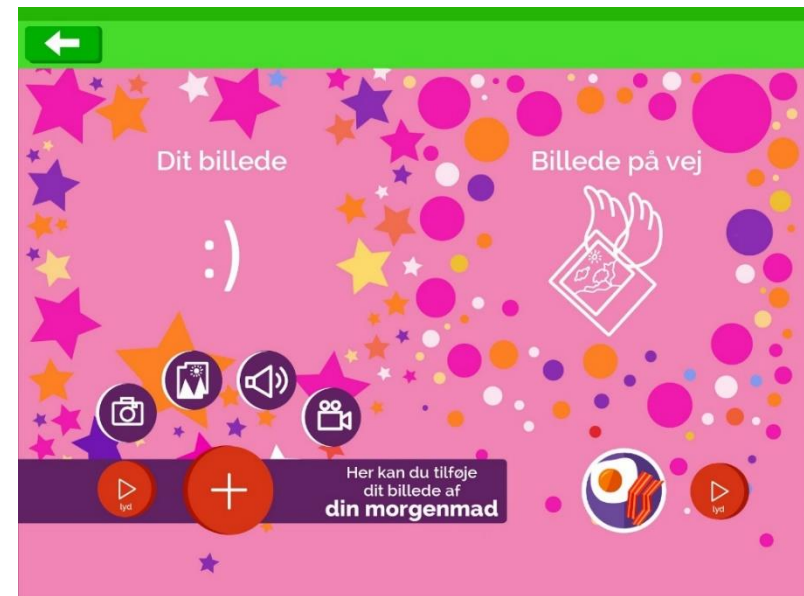 Dit billede
:)
Billede på vej
Her kan du tilføje
dit billede af
din morgenmad
lyd
lyd